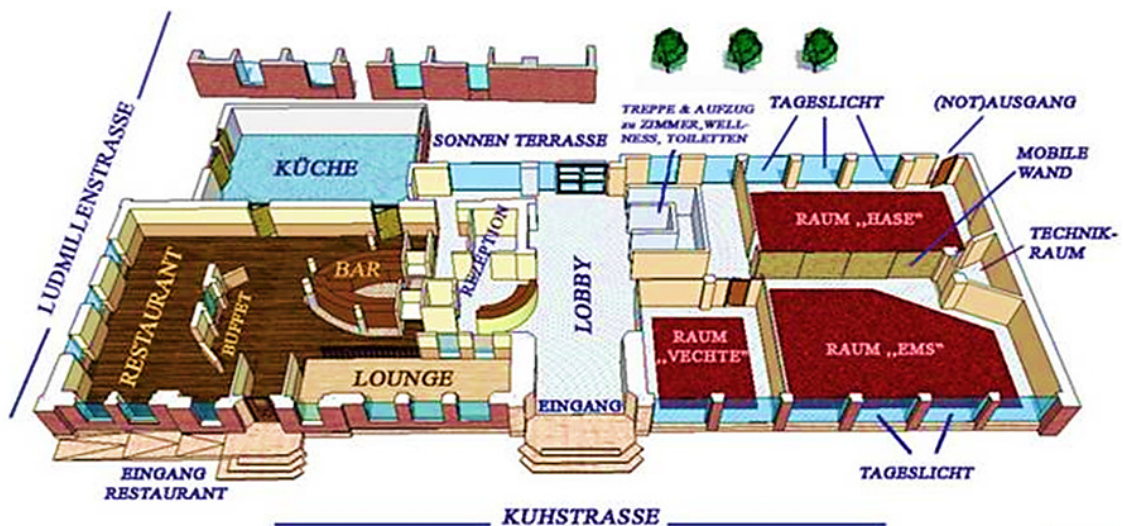 TREPPE & AUFZUG
zu ZIMMER, WELL-
NESS, TOILETTEN
TAGESLICHT
(NOT)AUSGANG
MOBILE
WAND
TECHNIK-
RAUM
SONNEN TERRASSE
KÜCHE
LUDMILLENSTRASSE
RESTAURANT
BUFFET
BAR
REZEPTION
LOBBY
LOUNGE
RAUM „HASE"
RAUM
„VECHTE"
RAUM „EMS"
EINGANG
EINGANG
RESTAURANT
TAGESLICHT
KUHSTRASSE